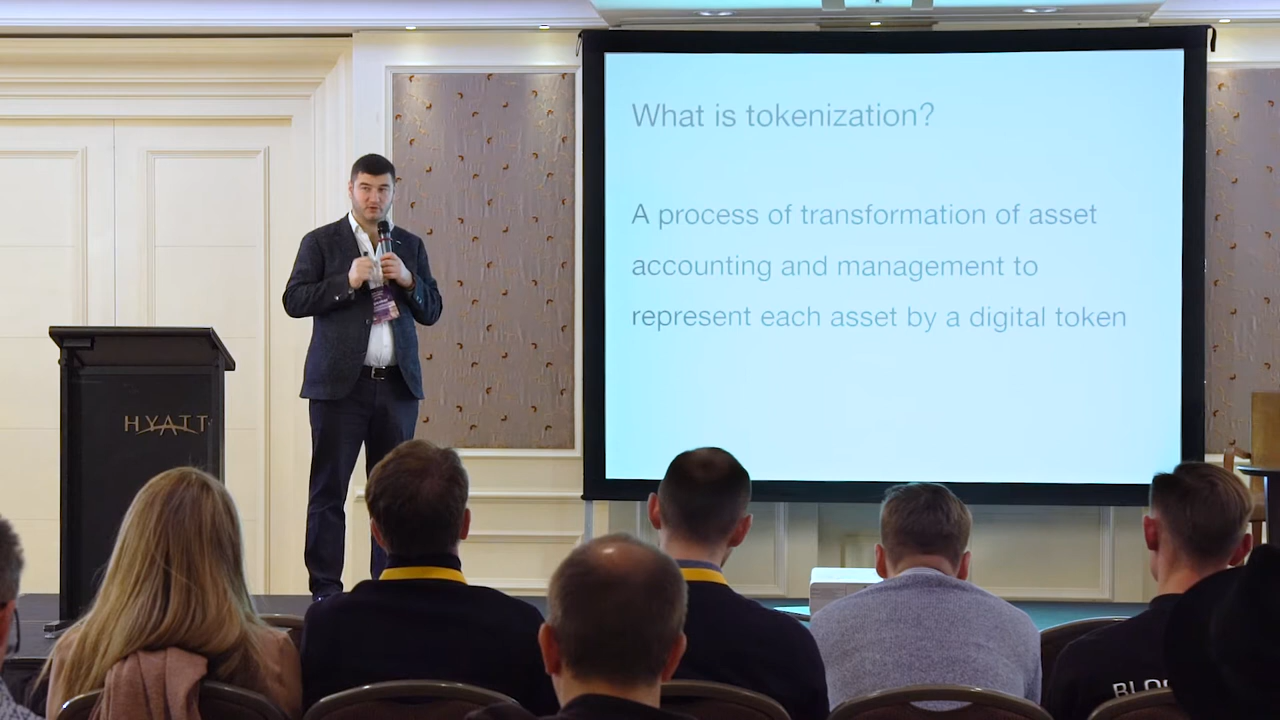 What is tokenization?
A process of transformation of asset
accounting and management to
represent each asset by a digital token
HYATT